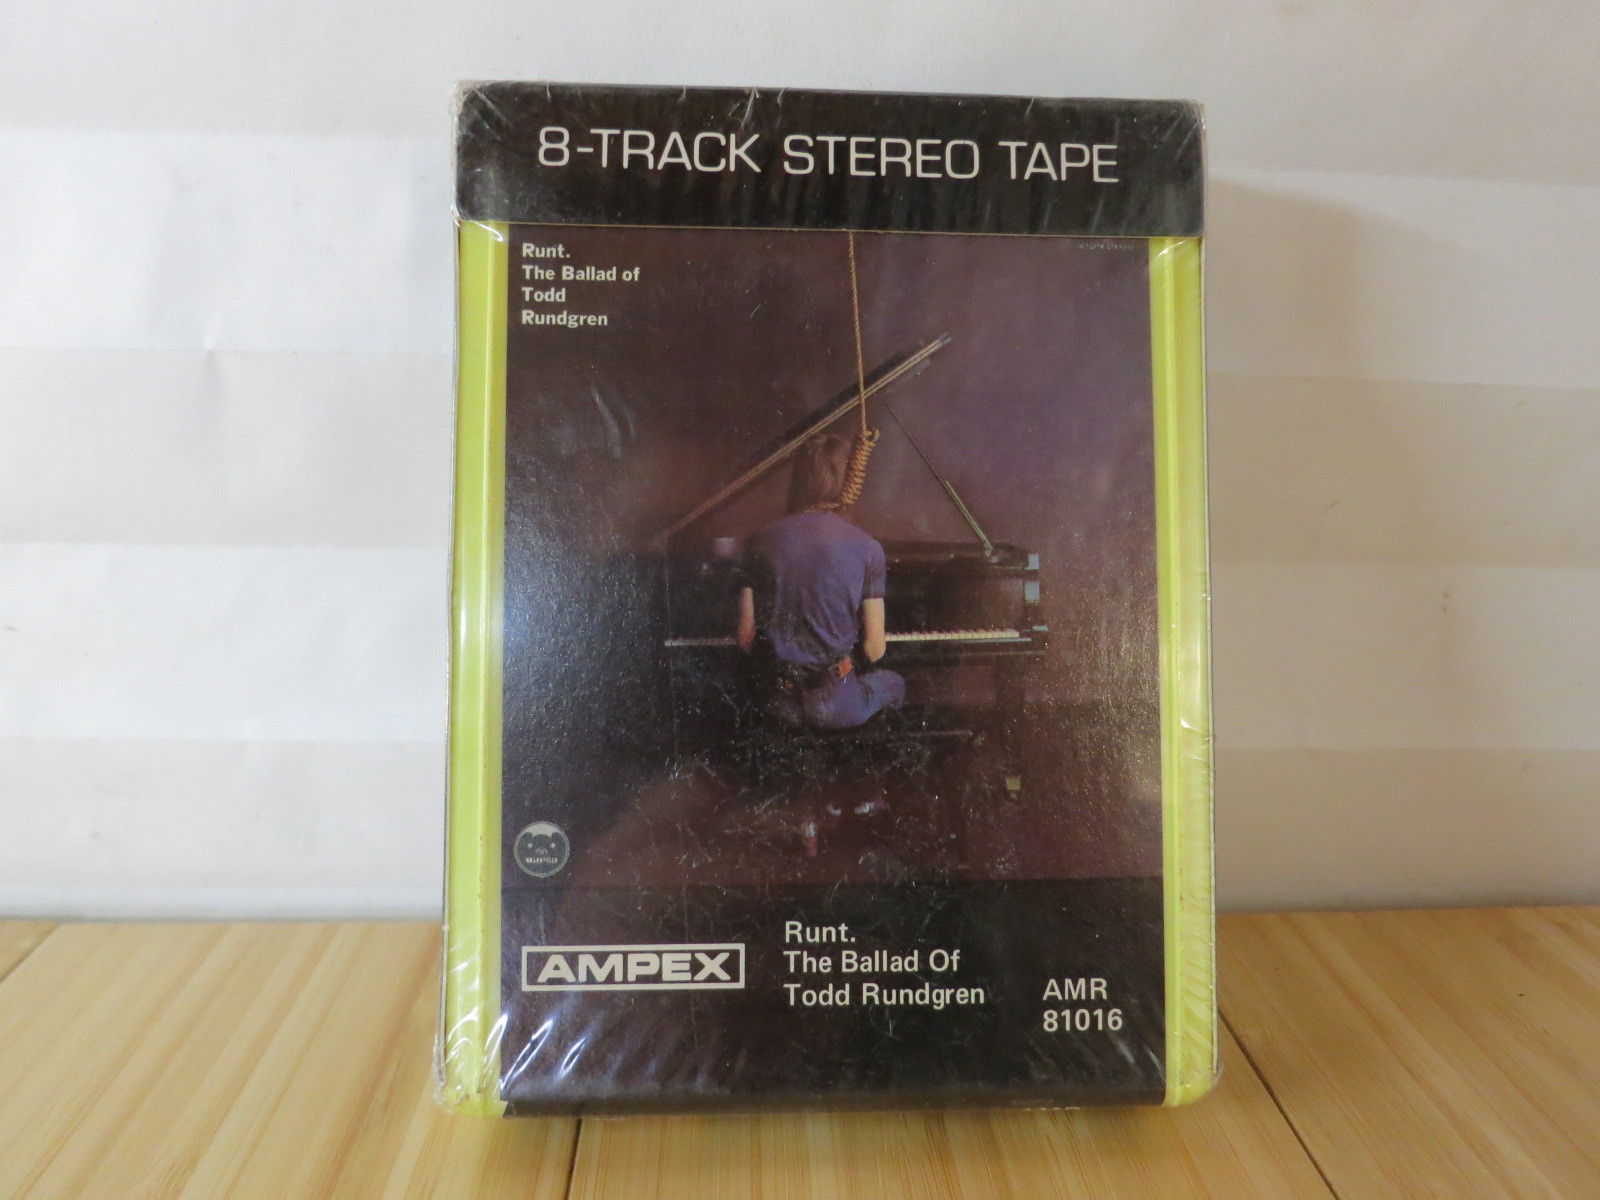 8-TRACK STEREO TAPE
Runt.
The Ballad of
Todd
Rundgren
AMPEX
Runt.
The Ballad Of
Todd Rundgren
AMR
81016